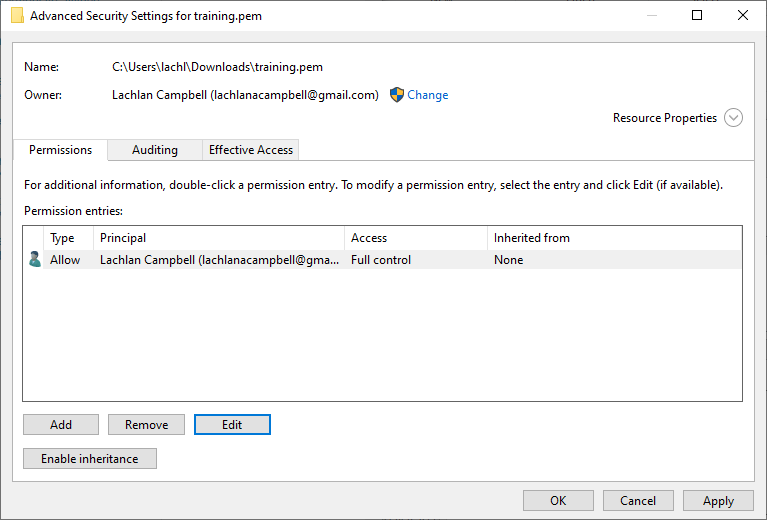 Advanced Security Settings for training.pem
Name: C:\Users\lachl\Downloads\training.pem
Owner: Lachlan Campbell (lachlanacampbell@gmail.com) Change
Resource Properties
Permissions Auditing Effective Access
For additional information, double-click a permission entry. To modify a permission entry, select the entry and click Edit (if available).
Permission entries:
Type Principal Access Inherited from
Allow Lachlan Campbell (lachlanacampbell@gma... Full control None
Add Remove Edit
Enable inheritance
OK Cancel Apply